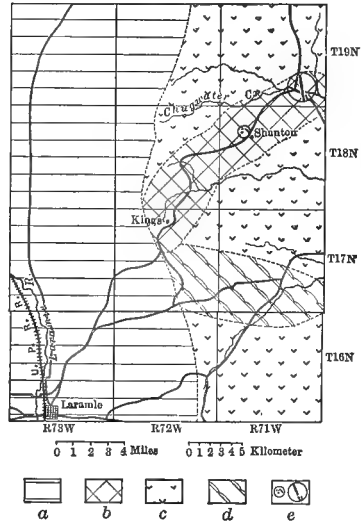 T19N
Chugwater Cr.
Shanton
T18N
Kings
T17N
T16N
U. P. R. R.
Laramie R.
Laramie
R73W R72W R71W
0 1 2 3 4 Miles 0 1 2 3 4 5 Kilometer
a b c d e